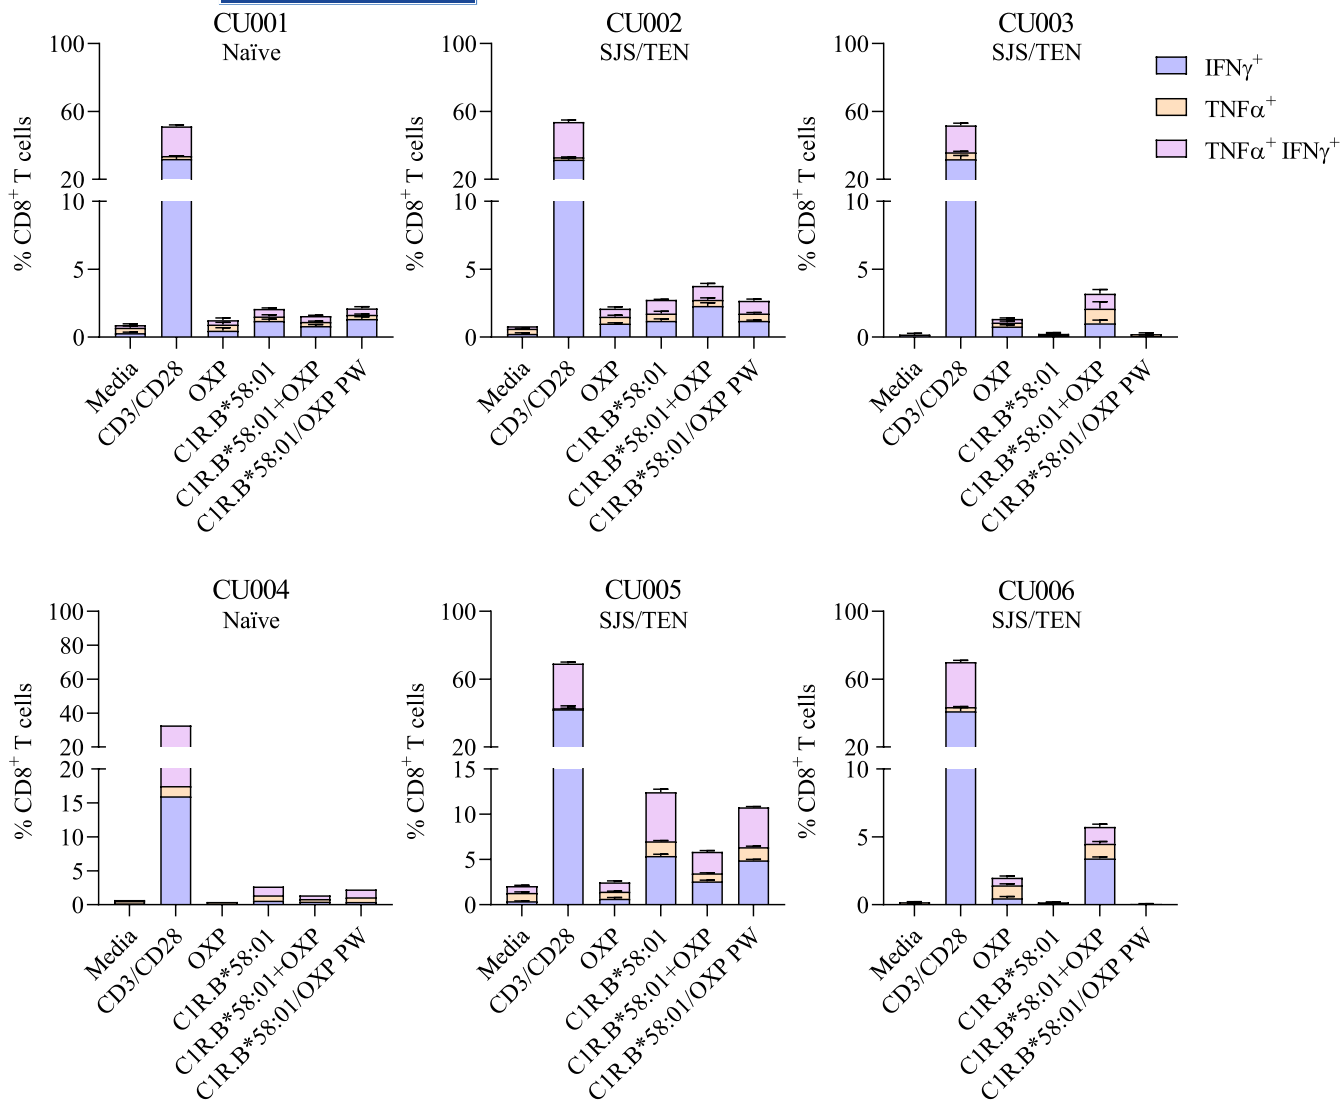 CU001
Naïve
100
60
20
10
5
0
% CD8+ T cells
Media
CD3/CD28
OXP
C1R.B*58:01
C1R.B*58:01+OXP
C1R.B*58:01/OXP PW
CU002
SJS/TEN
100
60
20
10
5
0
% CD8+ T cells
Media
CD3/CD28
OXP
C1R.B*58:01
C1R.B*58:01+OXP
C1R.B*58:01/OXP PW
CU003
SJS/TEN
100
60
20
10
5
0
% CD8+ T cells
Media
CD3/CD28
OXP
C1R.B*58:01
C1R.B*58:01+OXP
C1R.B*58:01/OXP PW
IFNγ+
TNFα+
TNFα+ IFNγ+
CU004
Naïve
100
80
60
40
20
20
15
10
5
0
% CD8+ T cells
Media
CD3/CD28
OXP
C1R.B*58:01
C1R.B*58:01+OXP
C1R.B*58:01/OXP PW
CU005
SJS/TEN
100
60
20
15
10
5
0
% CD8+ T cells
Media
CD3/CD28
OXP
C1R.B*58:01
C1R.B*58:01+OXP
C1R.B*58:01/OXP PW
CU006
SJS/TEN
100
60
20
10
5
0
% CD8+ T cells
Media
CD3/CD28
OXP
C1R.B*58:01
C1R.B*58:01+OXP
C1R.B*58:01/OXP PW